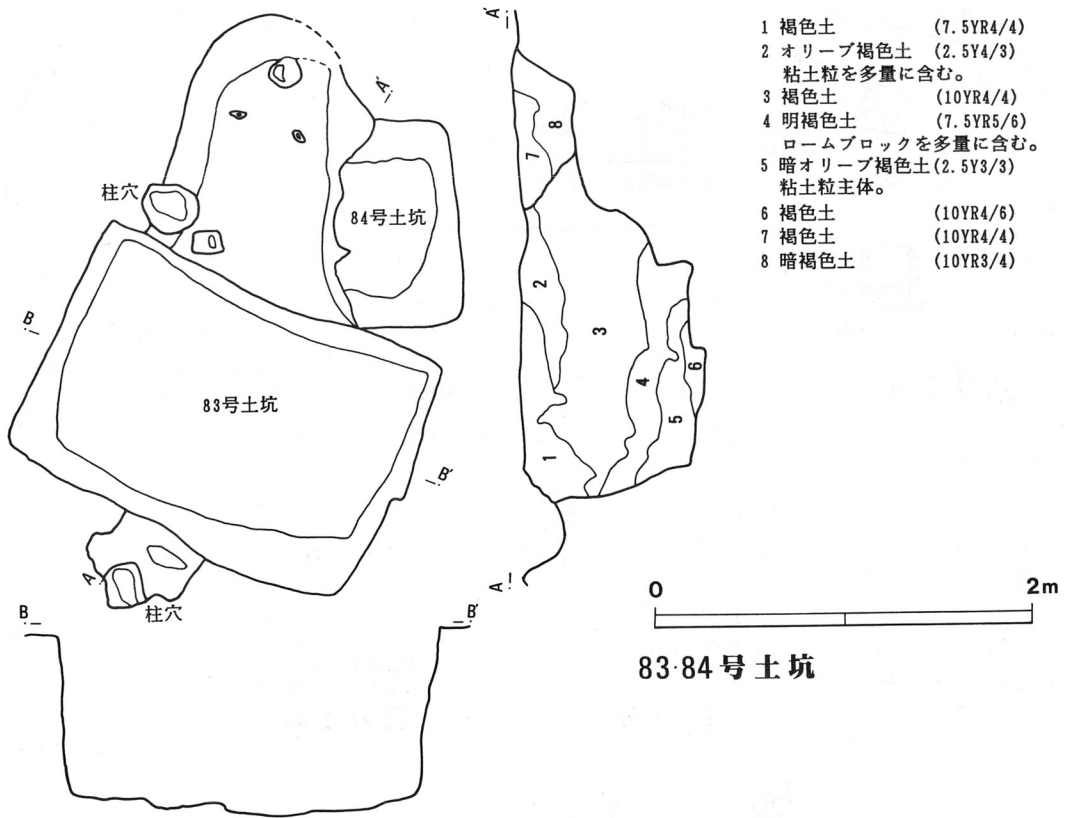 1 褐色土 (7.5YR4/4)
2 オリーブ褐色土 (2.5Y4/3)
粘土粒を多量に含む。
3 褐色土 (10YR4/4)
4 明褐色土 (7.5YR5/6)
ロームブロックを多量に含む。
5 暗オリーブ褐色土(2.5Y3/3)
粘土粒主体。
6 褐色土 (10YR4/6)
7 褐色土 (10YR4/4)
8 暗褐色土 (10YR3/4)
A′
柱穴
84号土坑
B
83号土坑
B′
A
柱穴
B
B′
A′
8
7
2
3
4
6
5
1
A
0 2m
83·84号土坑